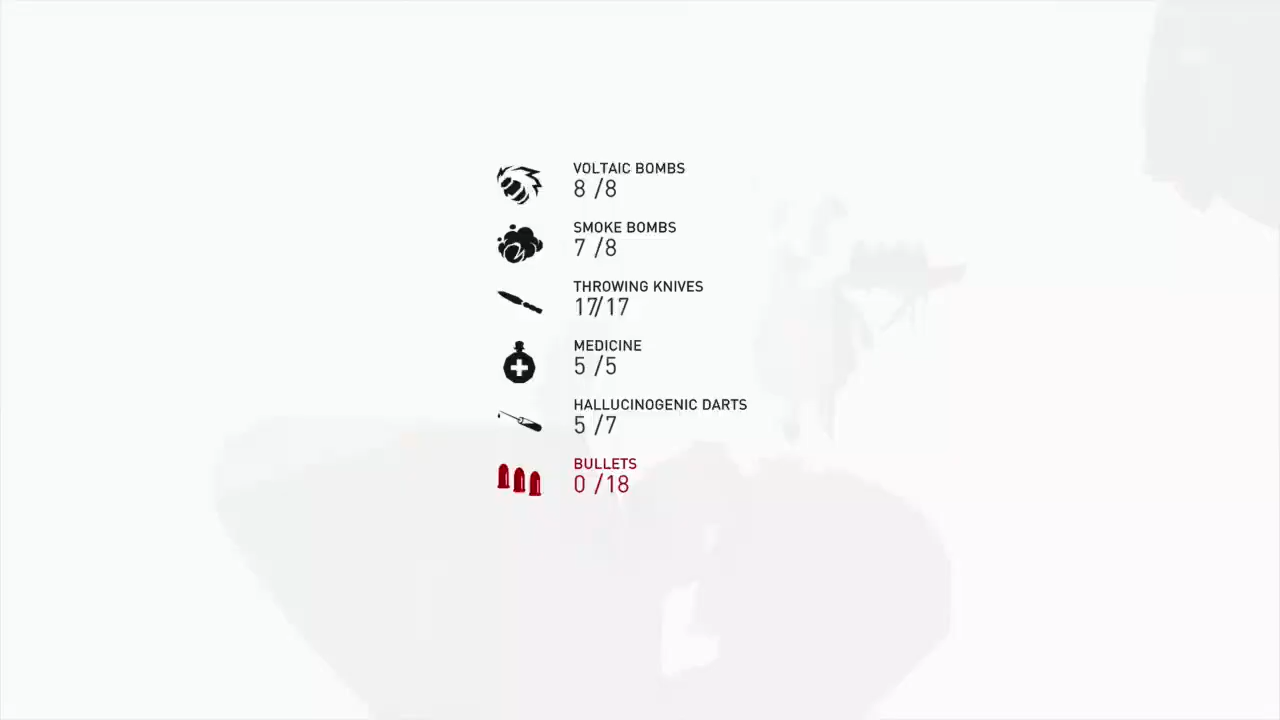 VOLTAIC BOMBS
8 /8
SMOKE BOMBS
7 /8
THROWING KNIVES
17/17
MEDICINE
5 /5
HALLUCINOGENIC DARTS
5 /7
BULLETS
0 /18